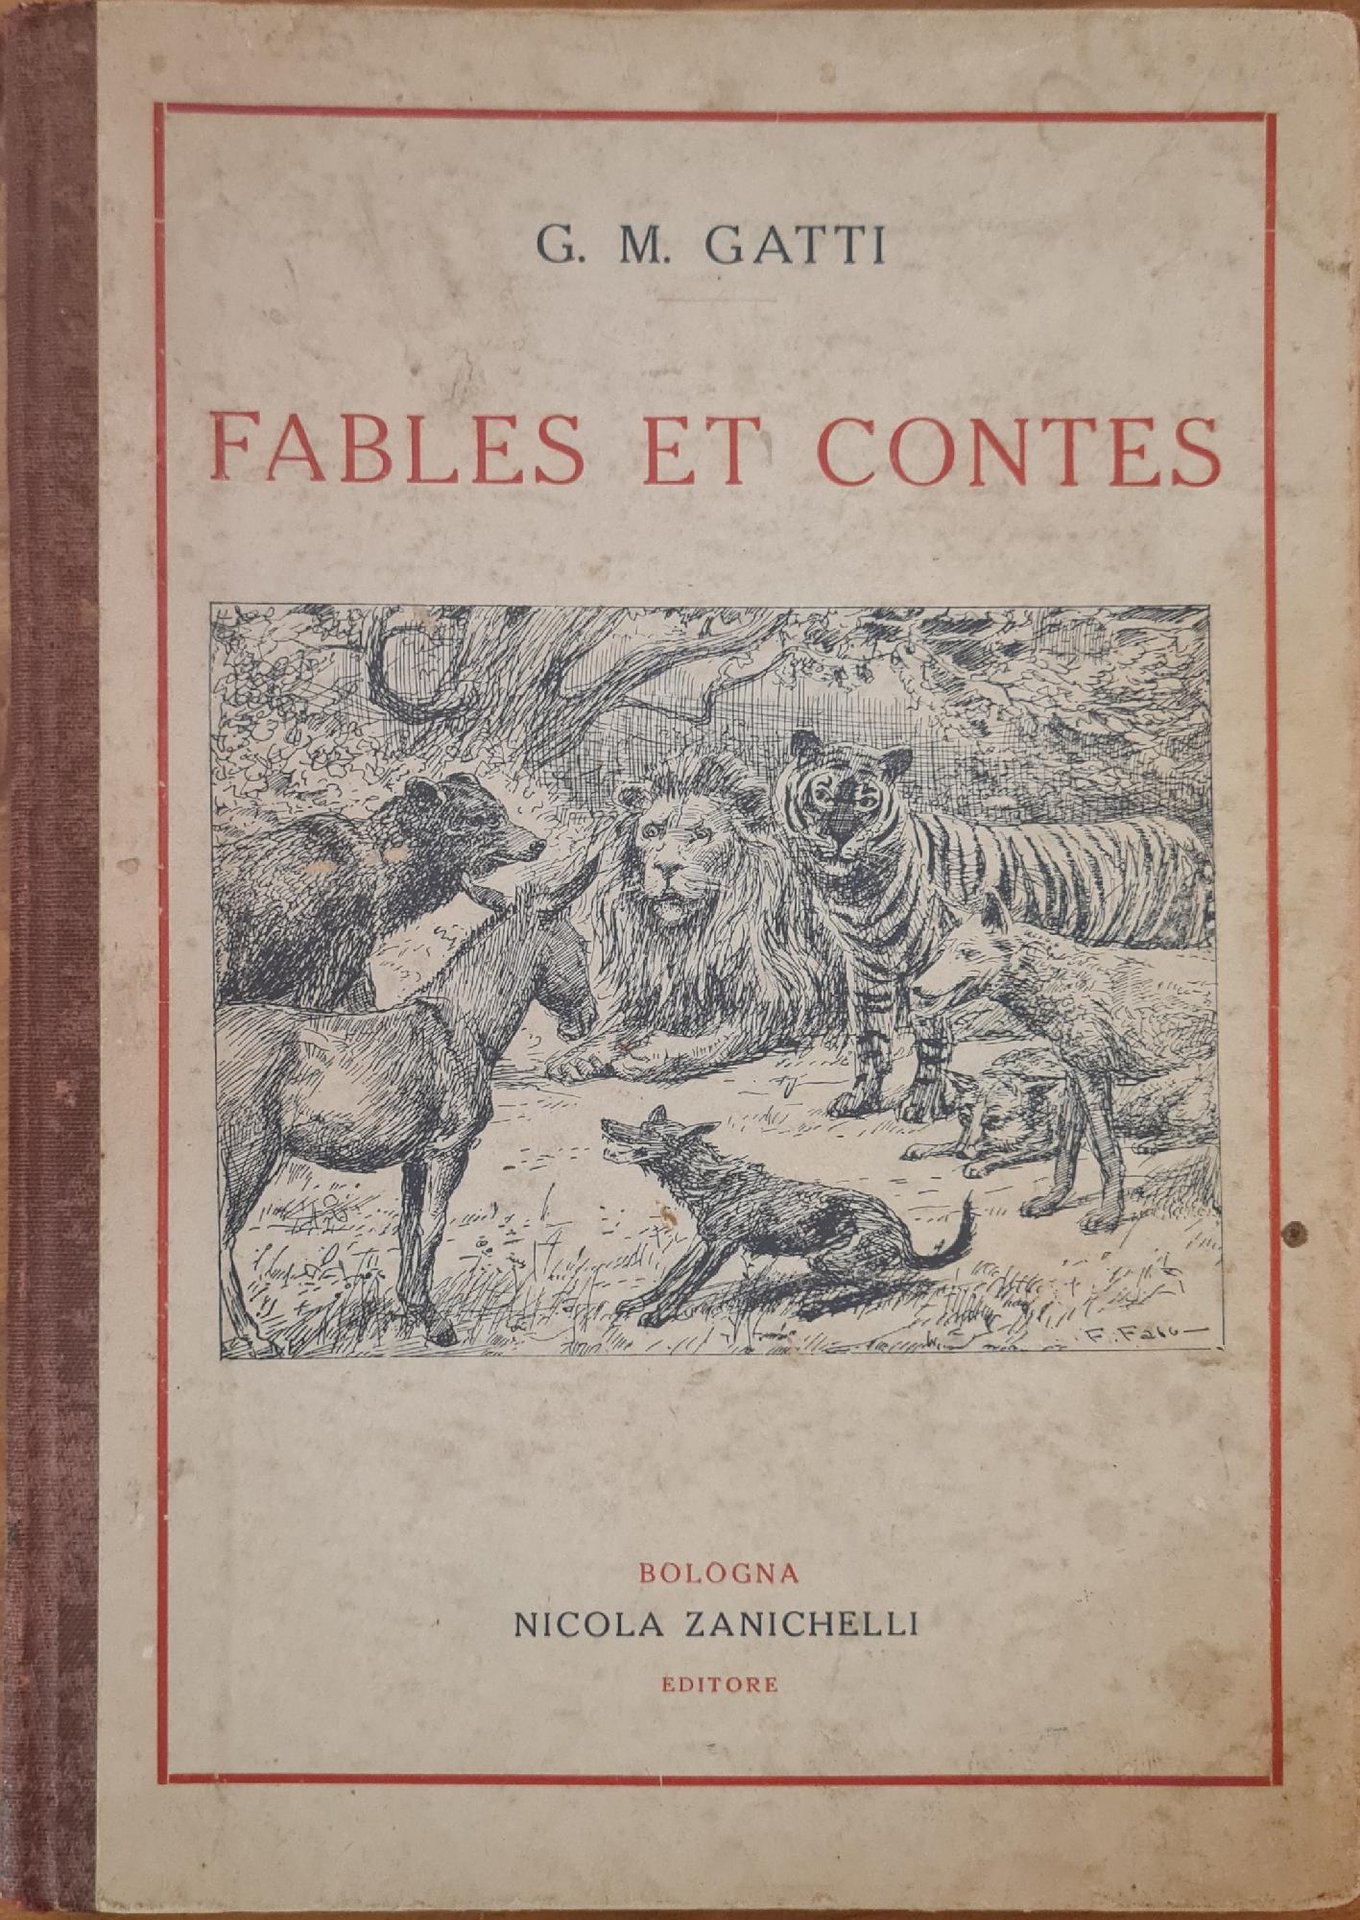 G. M. GATTI
FABLES ET CONTES
BOLOGNA
NICOLA ZANICHELLI
EDITORE